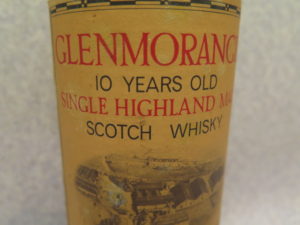 GLENMORANG
10 YEARS OLD
SINGLE HIGHLAND MA
SCOTCH WHISKY